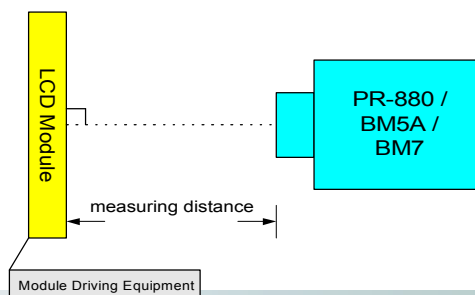 LCD Module
PR-880 /
BM5A /
BM7
measuring distance
Module Driving Equipment